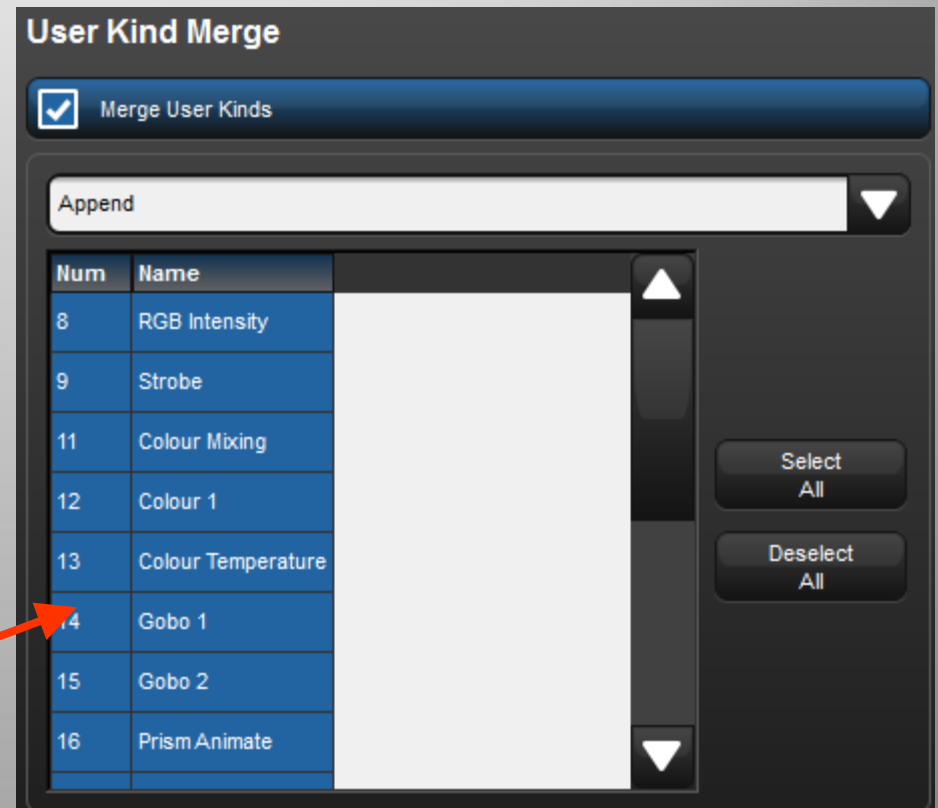 User Kind Merge
Merge User Kinds
Append
Num Name
8 RGB Intensity
9 Strobe
11 Colour Mixing
12 Colour 1
13 Colour Temperature
14 Gobo 1
15 Gobo 2
16 Prism Animate
Select
All
Deselect
All